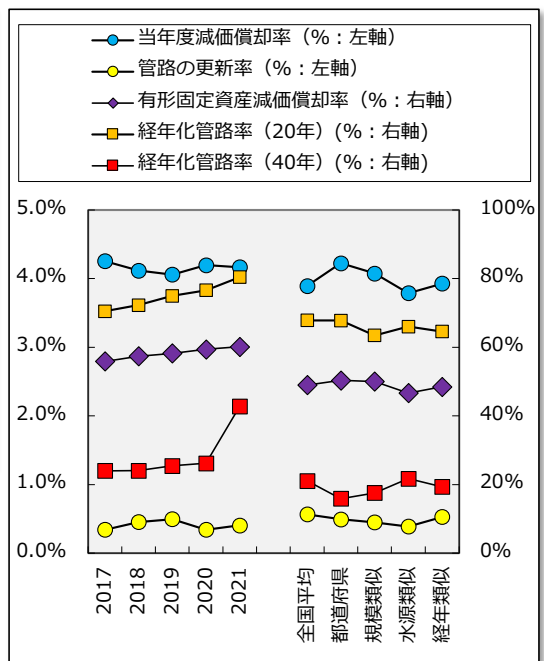 当年度減価償却率（%：左軸）
管路の更新率（%：左軸）
有形固定資産減価償却率（%：右軸）
経年化管路率（20年）(%：右軸)
経年化管路率（40年）(%：右軸)
5.0% 100%
4.0% 80%
3.0% 60%
2.0% 40%
1.0% 20%
0.0% 0%
2017
2018
2019
2020
2021
全国平均
都道府県
規模類似
水源類似
経年類似